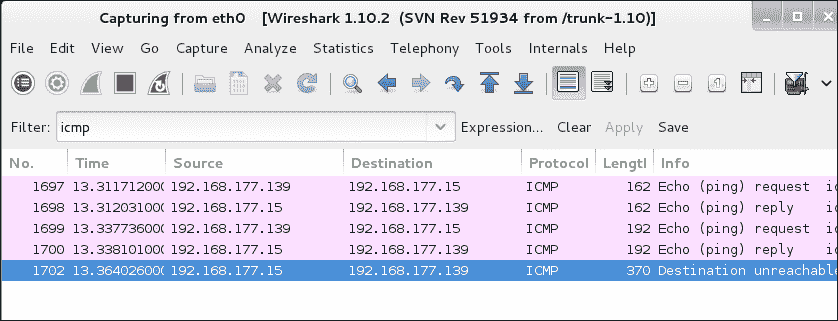 Capturing from eth0 [Wireshark 1.10.2 (SVN Rev 51934 from /trunk-1.10)]
File Edit View Go Capture Analyze Statistics Telephony Tools Internals Help
Filter: icmp Expression... Clear Apply Save
No. Time Source Destination Protocol Lengtl Info
1697 13.311712000 192.168.177.139 192.168.177.15 ICMP 162 Echo (ping) request ic
1698 13.312031000 192.168.177.15 192.168.177.139 ICMP 162 Echo (ping) reply ic
1699 13.337736000 192.168.177.139 192.168.177.15 ICMP 192 Echo (ping) request ic
1700 13.338101000 192.168.177.15 192.168.177.139 ICMP 192 Echo (ping) reply ic
1702 13.364026000 192.168.177.15 192.168.177.139 ICMP 370 Destination unreachable